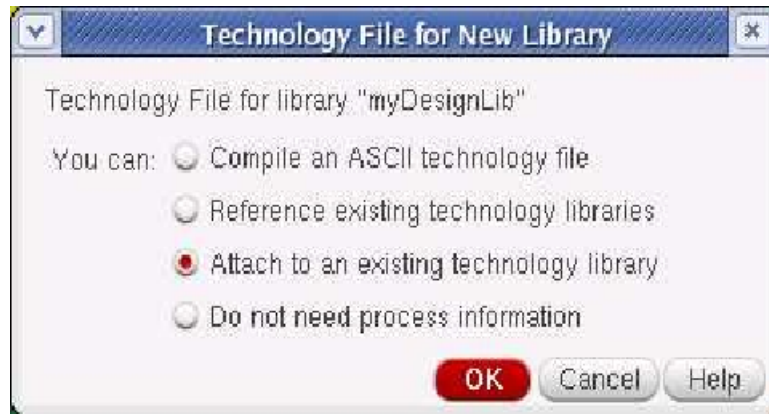 Technology File for New Library
Technology File for library "myDesignLib"
You can: Compile an ASCII technology file
Reference existing technology libraries
Attach to an existing technology library
Do not need process information
OK Cancel Help